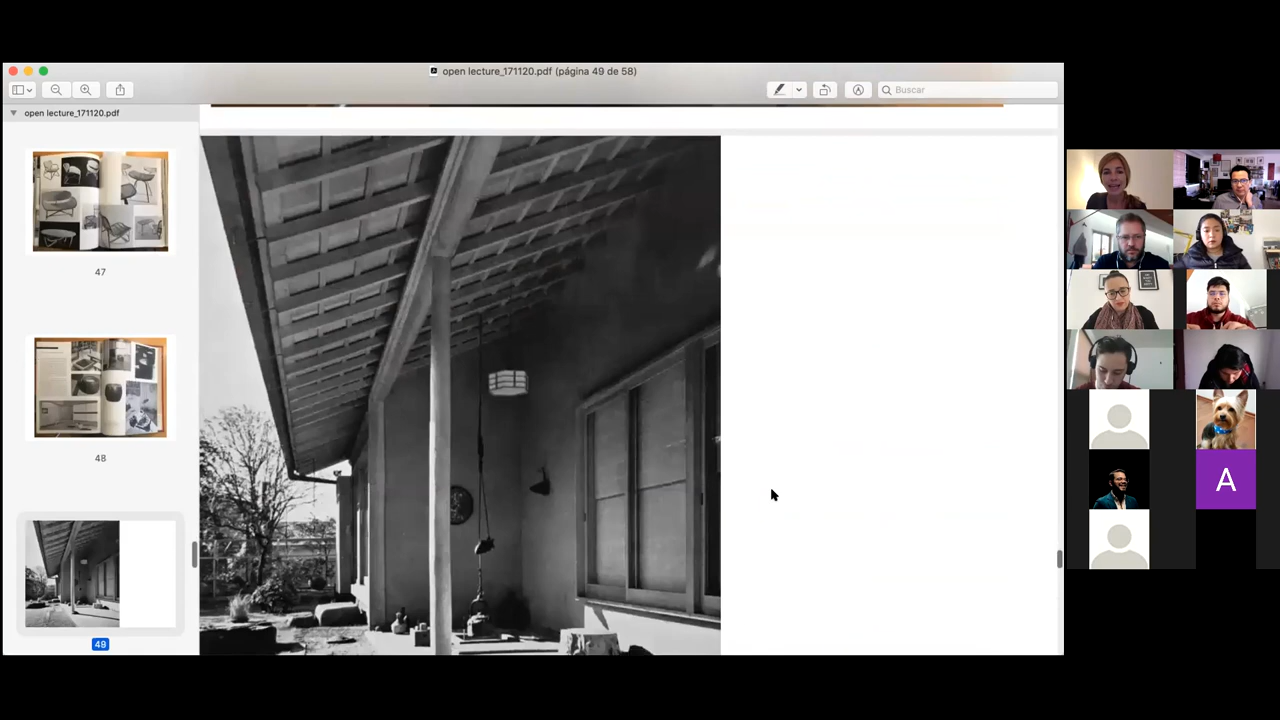 open lecture_171120.pdf (página 49 de 58)
Buscar
open lecture_171120.pdf
47
48
49
A